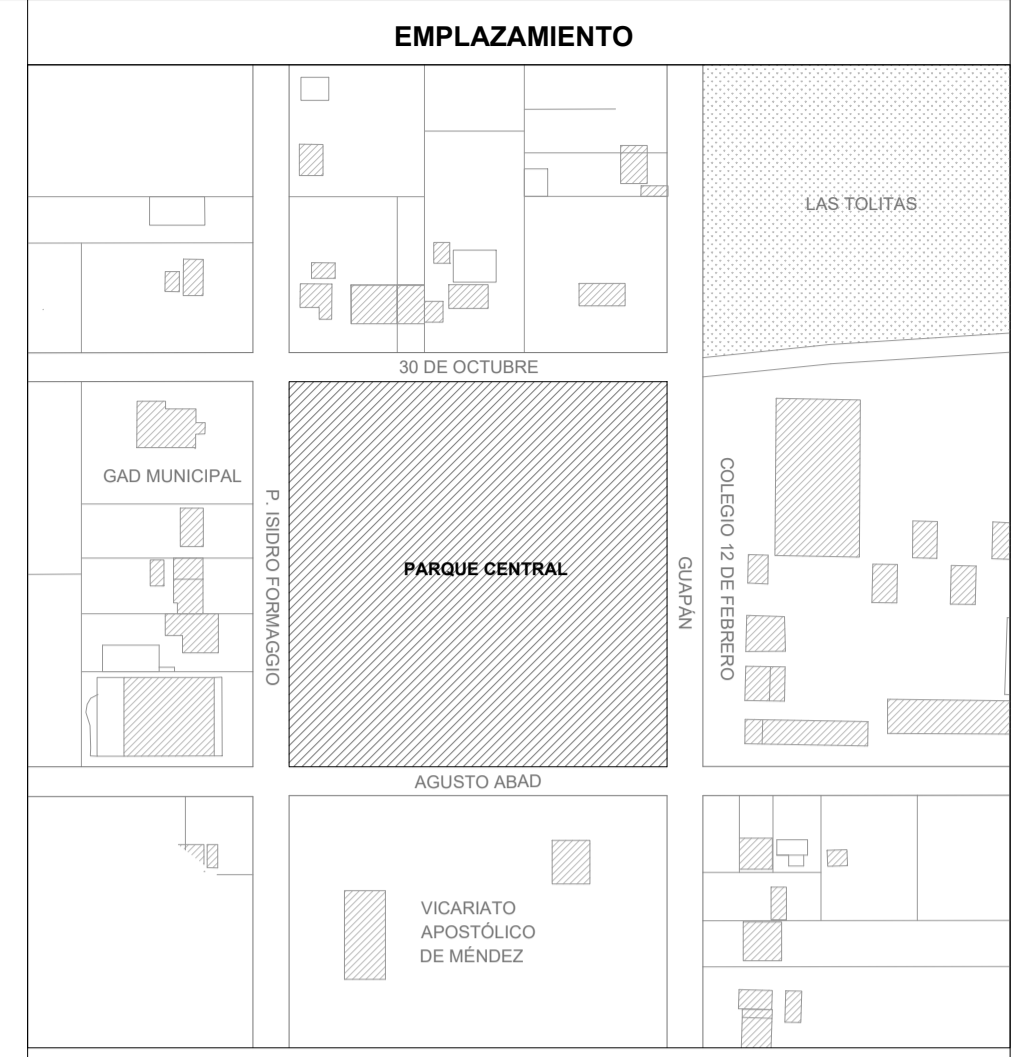 EMPLAZAMIENTO
LAS TOLITAS
30 DE OCTUBRE
GAD MUNICIPAL
P. ISIDRO FORMAGGIO
PARQUE CENTRAL
GUAPÁN
COLEGIO 12 DE FEBRERO
AGUSTO ABAD
VICARIATO
APOSTÓLICO
DE MÉNDEZ